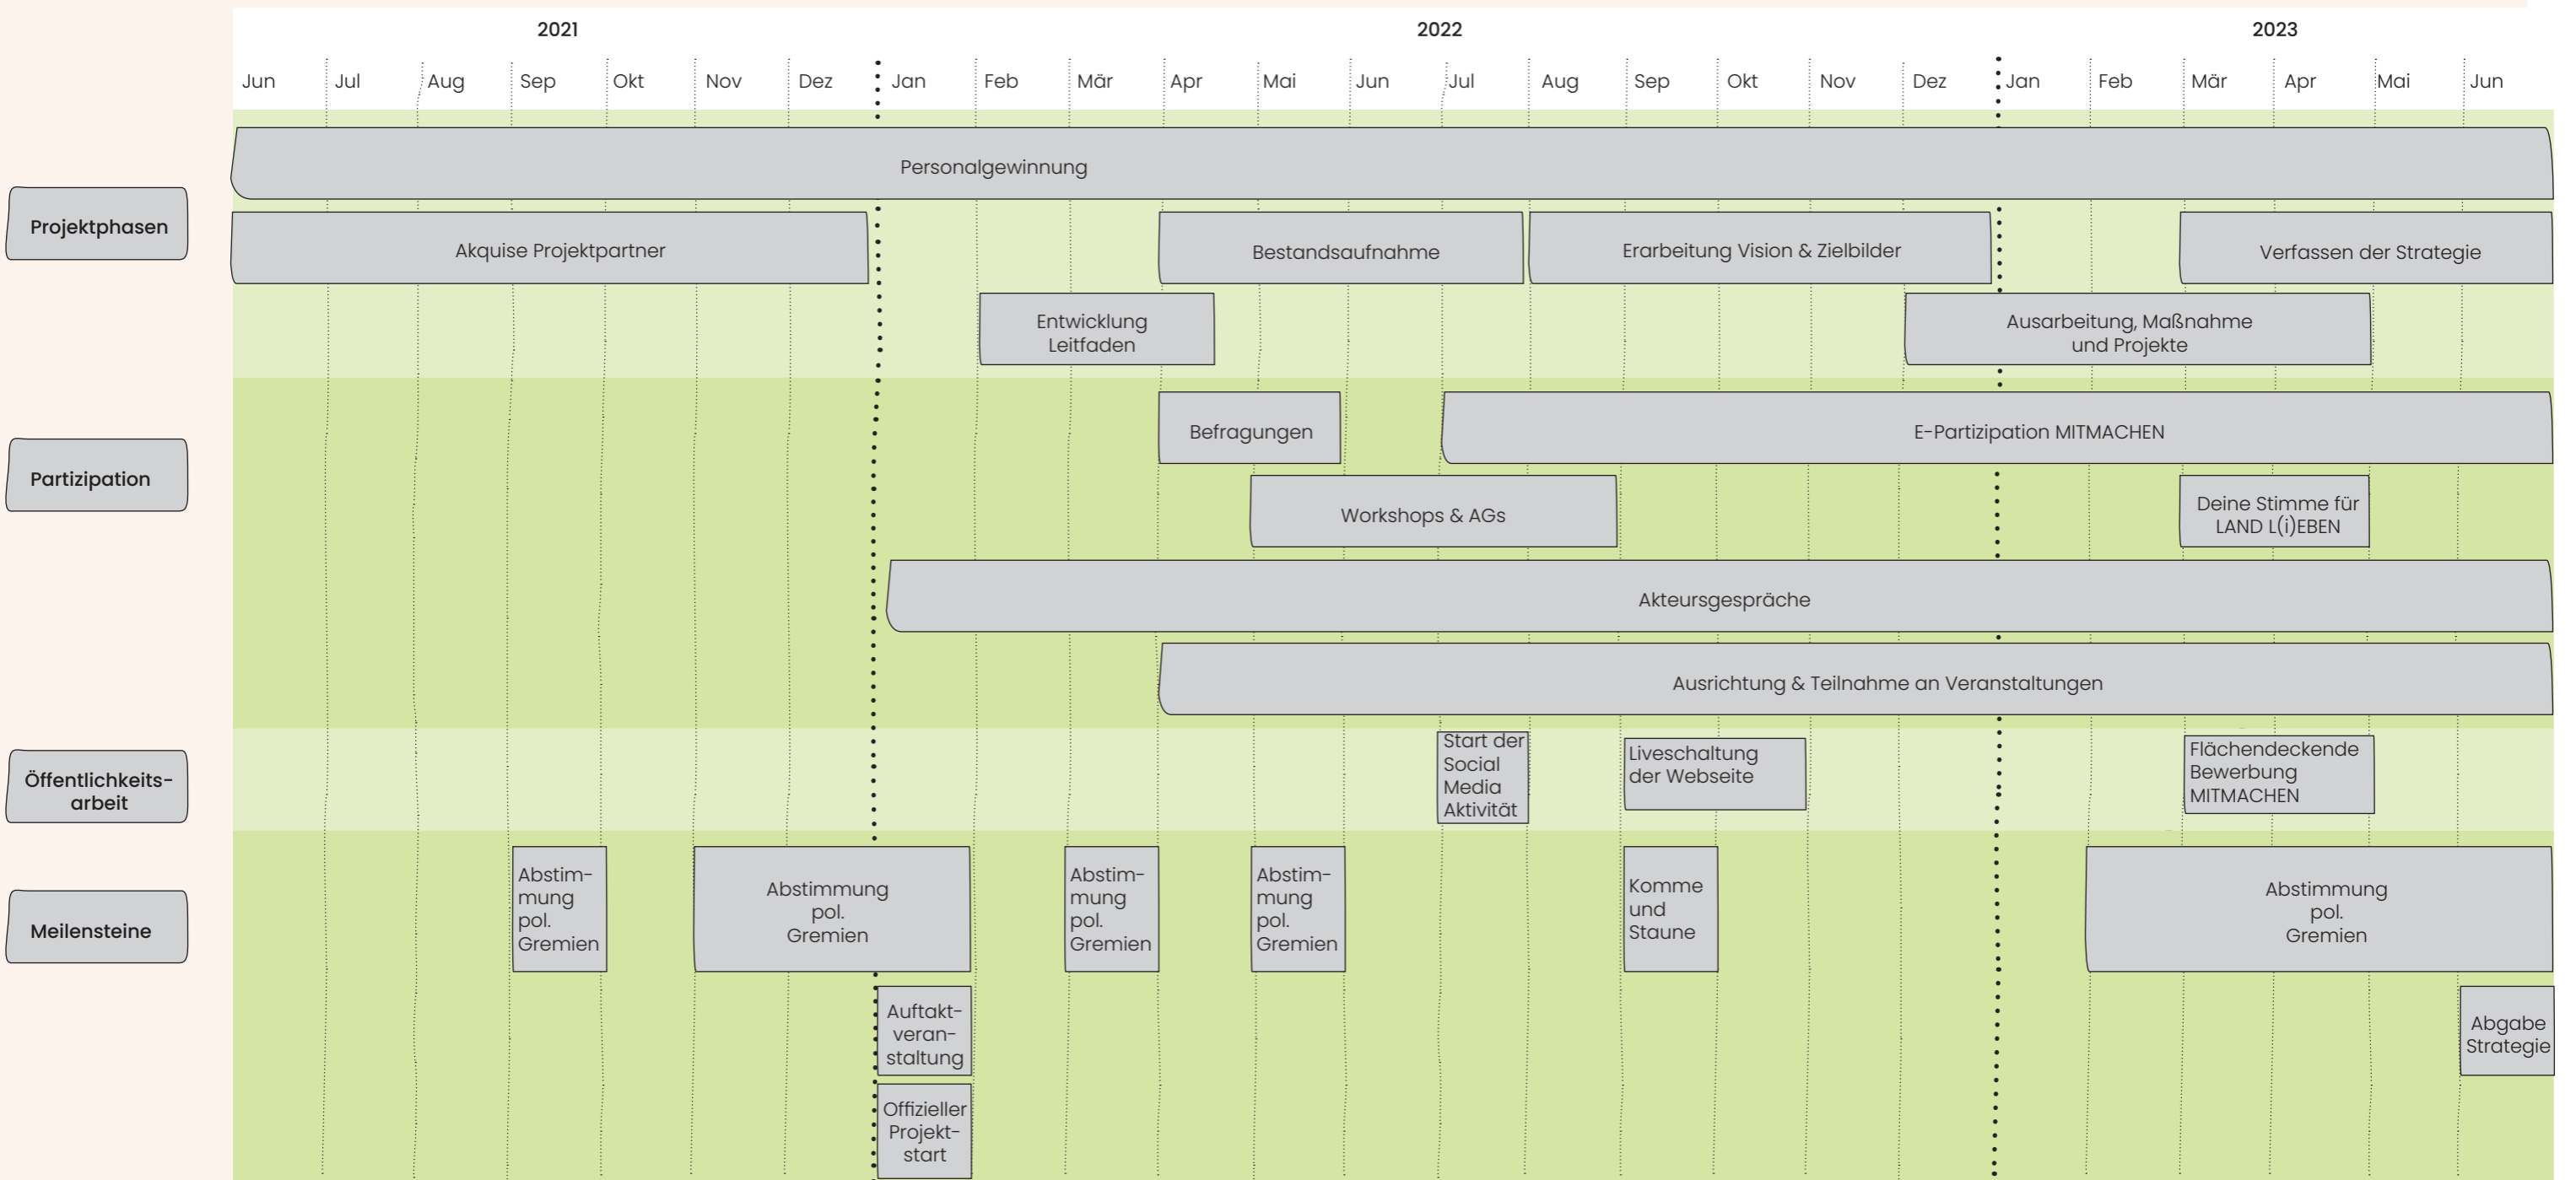 2021 2022 2023
Jun Jul Aug Sep Okt Nov Dez Jan Feb Mär Apr Mai Jun Jul Aug Sep Okt Nov Dez Jan Feb Mär Apr Mai Jun
Projektphasen
Personalgewinnung
Akquise Projektpartner
Bestandsaufnahme
Erarbeitung Vision & Zielbilder
Verfassen der Strategie
Entwicklung
Leitfaden
Ausarbeitung, Maßnahme
und Projekte
Partizipation
Befragungen
E-Partizipation MITMACHEN
Workshops & AGs
Deine Stimme für
LAND L(i)EBEN
Akteursgespräche
Ausrichtung & Teilnahme an Veranstaltungen
Öffentlichkeits-
arbeit
Start der
Social
Media
Aktivität
Liveschaltung
der Webseite
Flächendeckende
Bewerbung
MITMACHEN
Meilensteine
Abstim-
mung
pol.
Gremien
Abstimmung
pol.
Gremien
Abstim-
mung
pol.
Gremien
Abstim-
mung
pol.
Gremien
Komme
und
Staune
Abstimmung
pol.
Gremien
Auftakt-
veran-
staltung
Abgabe
Strategie
Offizieller
Projekt-
start